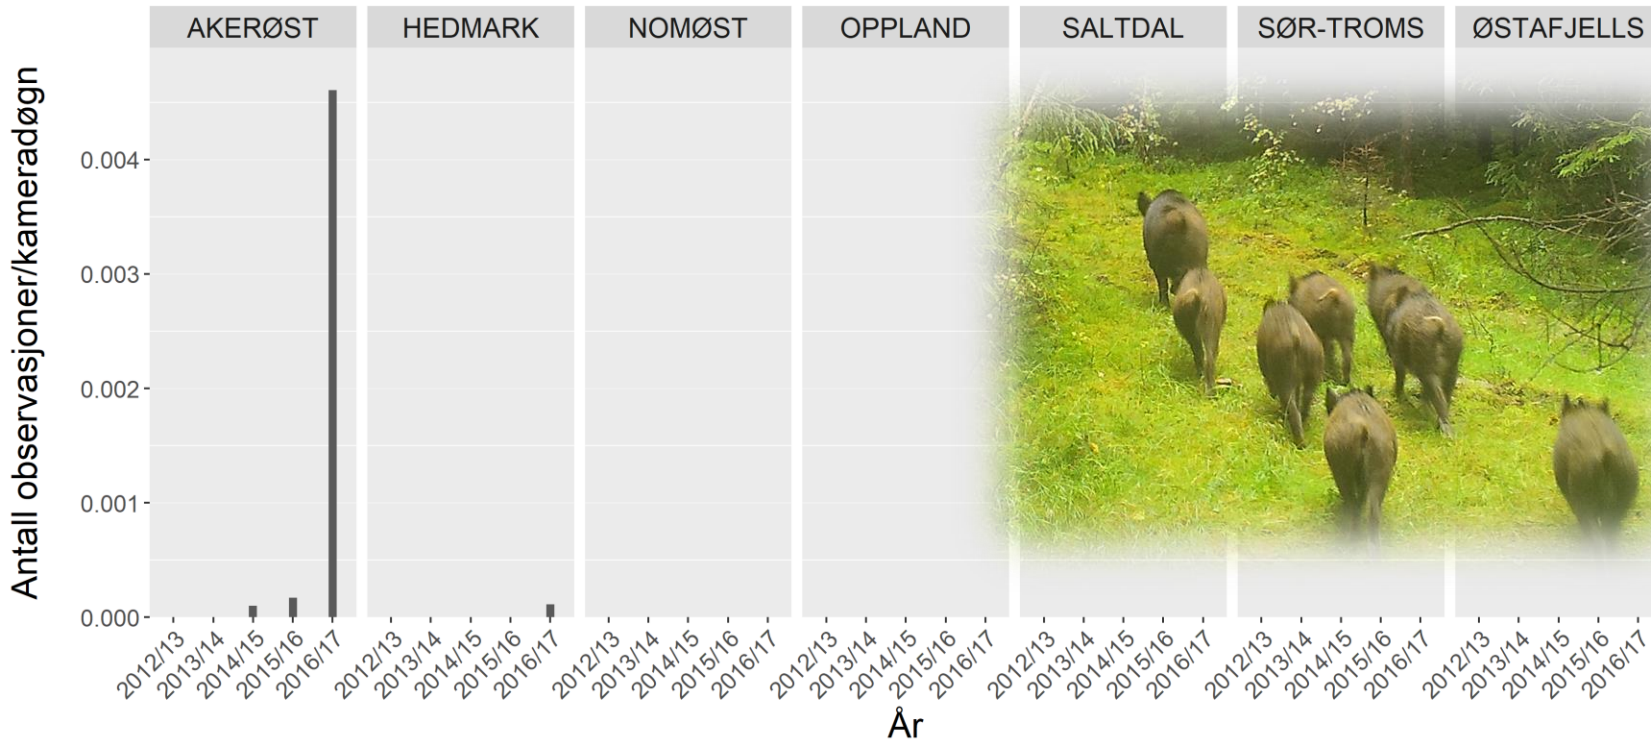 AKERØST HEDMARK NOMØST OPPLAND SALTDAL SØR-TROMS ØSTAFJELLS
Antall observasjoner/kameradøgn
0.004
0.003
0.002
0.001
0.000
2012/13 2013/14 2014/15 2015/16 2016/17 2012/13 2013/14 2014/15 2015/16 2016/17 2012/13 2013/14 2014/15 2015/16 2016/17 2012/13 2013/14 2014/15 2015/16 2016/17 2012/13 2013/14 2014/15 2015/16 2016/17 2012/13 2013/14 2014/15 2015/16 2016/17 2012/13 2013/14 2014/15 2015/16 2016/17
År